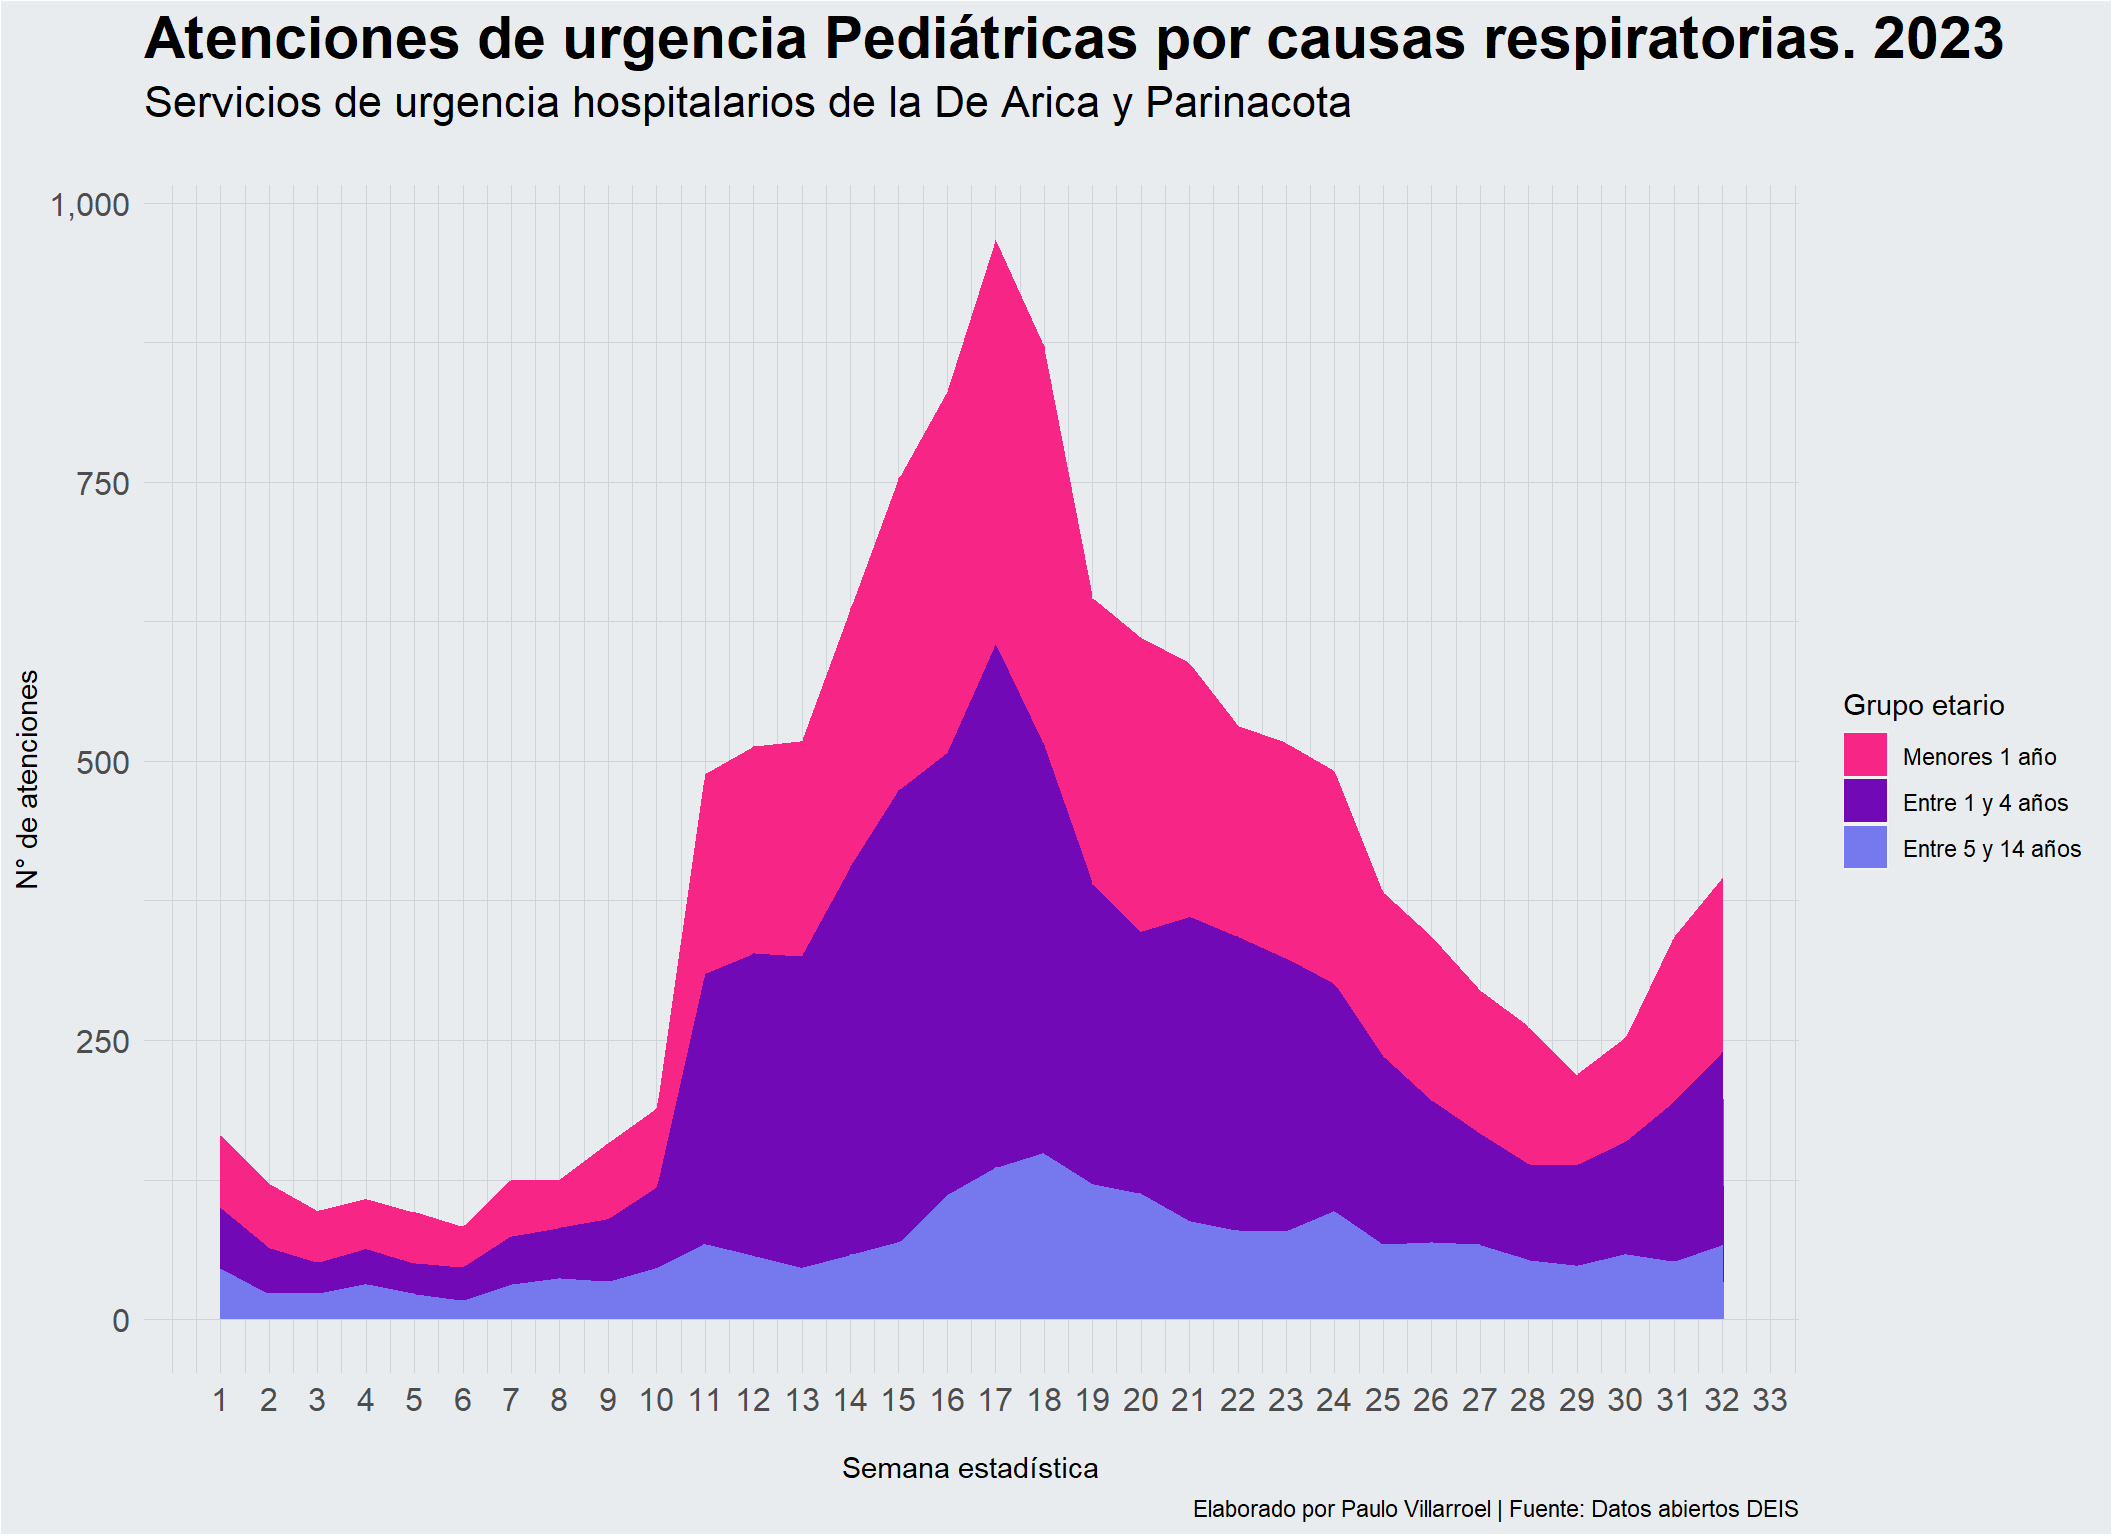 Atenciones de urgencia Pediátricas por causas respiratorias. 2023
Servicios de urgencia hospitalarios de la De Arica y Parinacota
1,000
750
500
250
0
N° de atenciones
1 2 3 4 5 6 7 8 9 10 11 12 13 14 15 16 17 18 19 20 21 22 23 24 25 26 27 28 29 30 31 32 33
Semana estadística
Grupo etario
Menores 1 año
Entre 1 y 4 años
Entre 5 y 14 años
Elaborado por Paulo Villarroel | Fuente: Datos abiertos DEIS